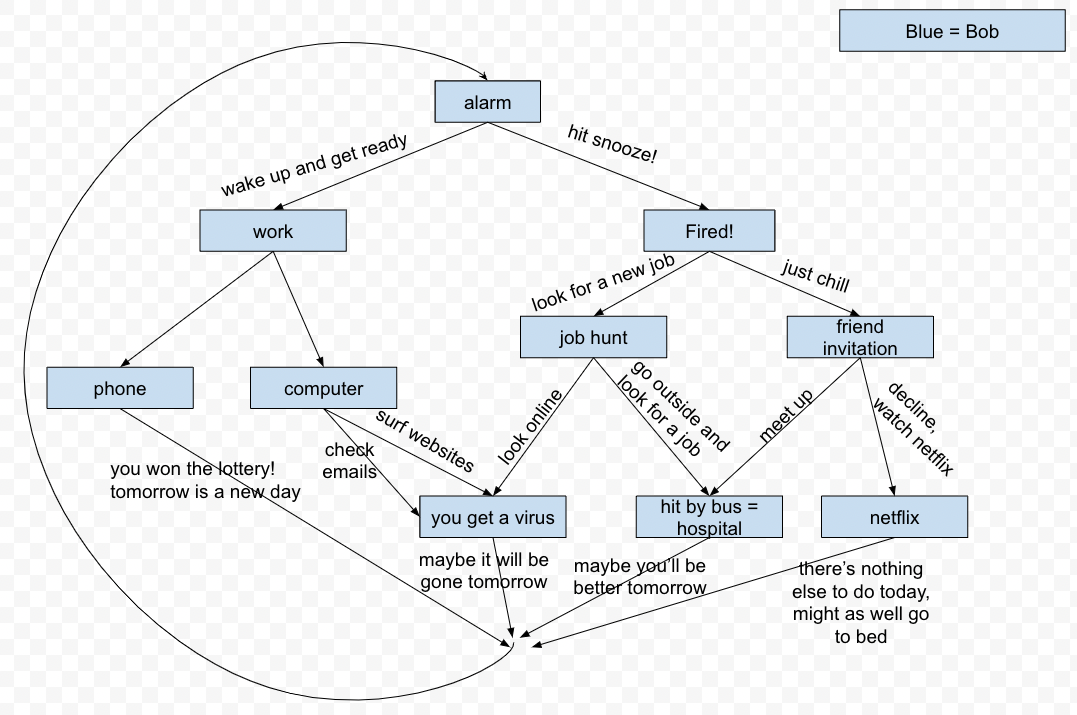 Blue = Bob
alarm
wake up and get ready
hit snooze!
work
Fired!
look for a new job
just chill
job hunt
friend
invitation
phone
computer
surf websites
check
emails
look online
go outside and
look for a job
meet up
decline,
watch netflix
you won the lottery!
tomorrow is a new day
you get a virus
hit by bus =
hospital
netflix
maybe it will be
gone tomorrow
maybe you'll be
better tomorrow
there's nothing
else to do today,
might as well go
to bed